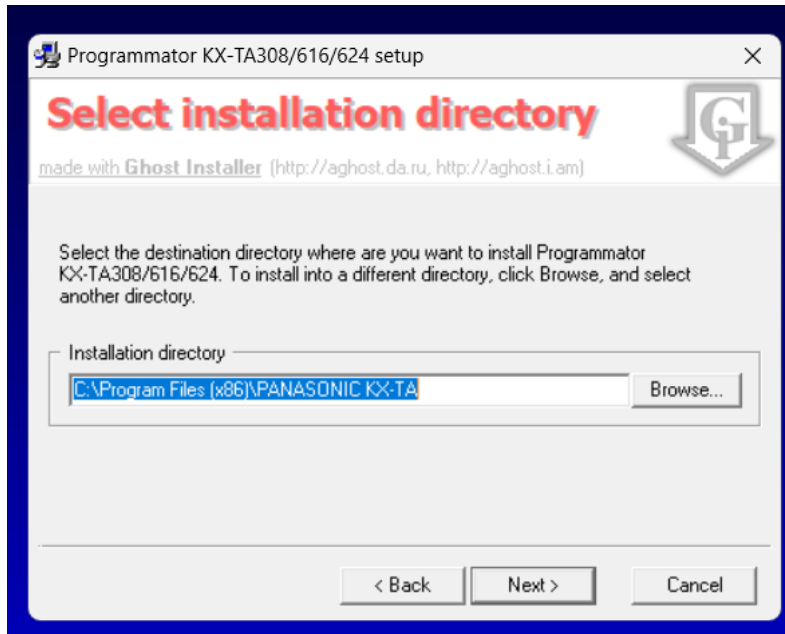 Programmator KX-TA308/616/624 setup
Select installation directory
made with Ghost Installer (http://aghost.da.ru, http://aghost.i.am)
GI
Select the destination directory where are you want to install Programmator
KX-TA308/616/624. To install into a different directory, click Browse, and select
another directory.
Installation directory
C:\Program Files (x86)\PANASONIC KX-TA
Browse...
< Back
Next >
Cancel